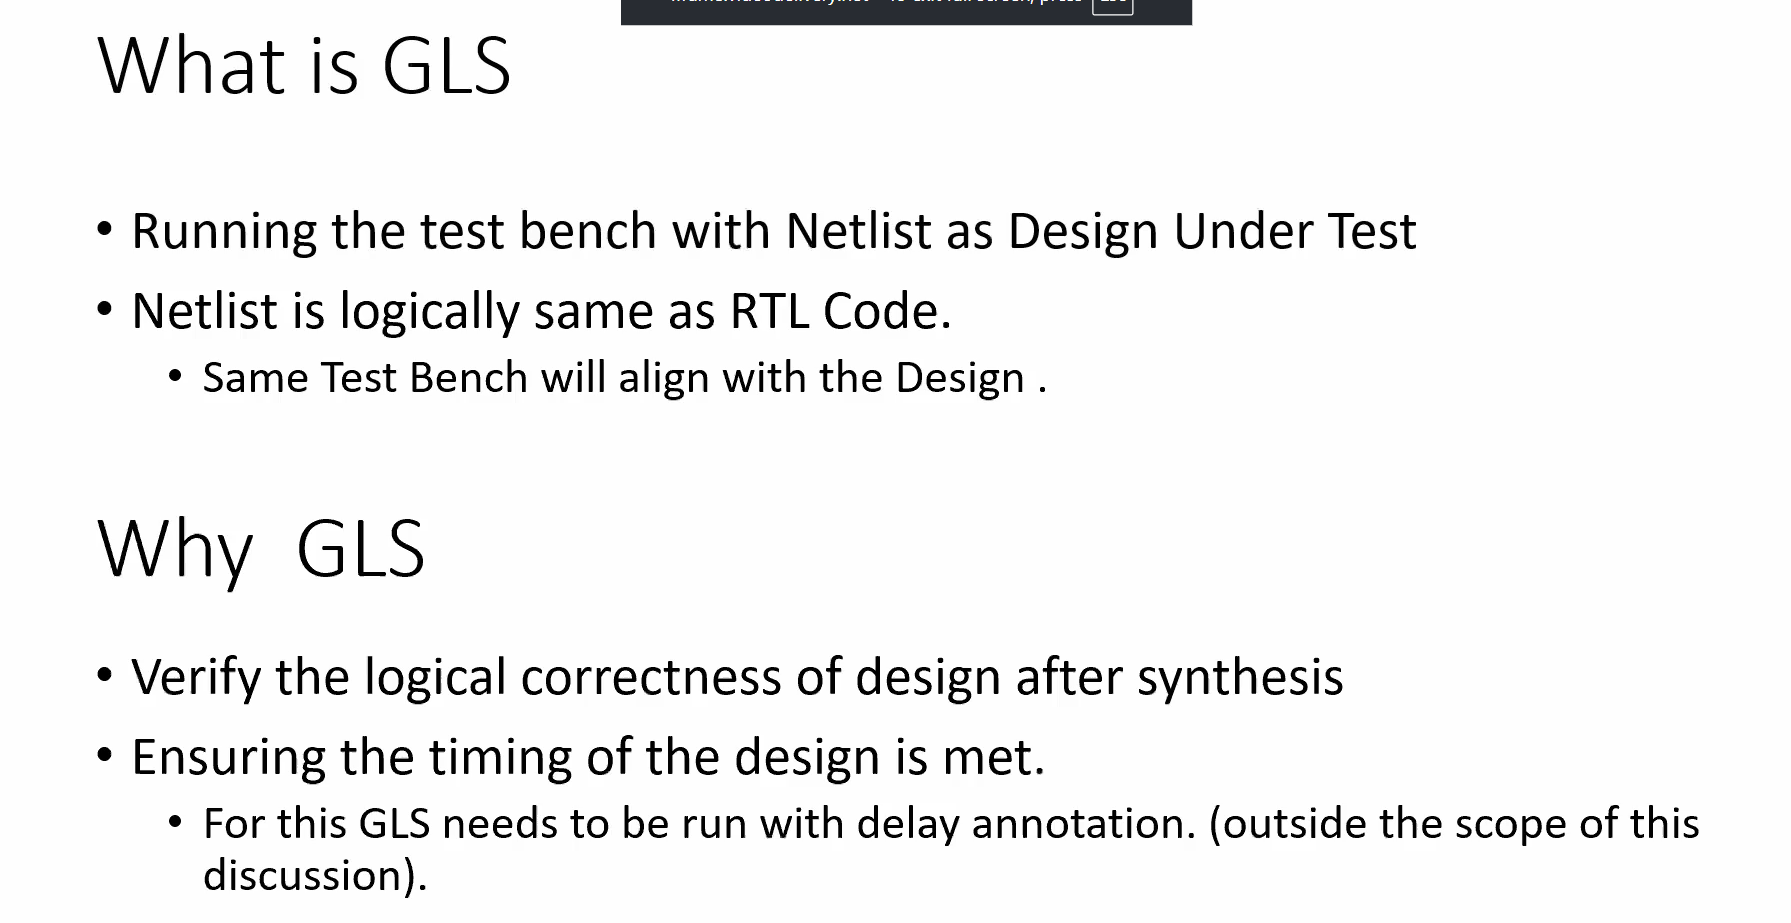 What is GLS
• Running the test bench with Netlist as Design Under Test
• Netlist is logically same as RTL Code.
• Same Test Bench will align with the Design .
Why GLS
• Verify the logical correctness of design after synthesis
• Ensuring the timing of the design is met.
• For this GLS needs to be run with delay annotation. (outside the scope of this
discussion).